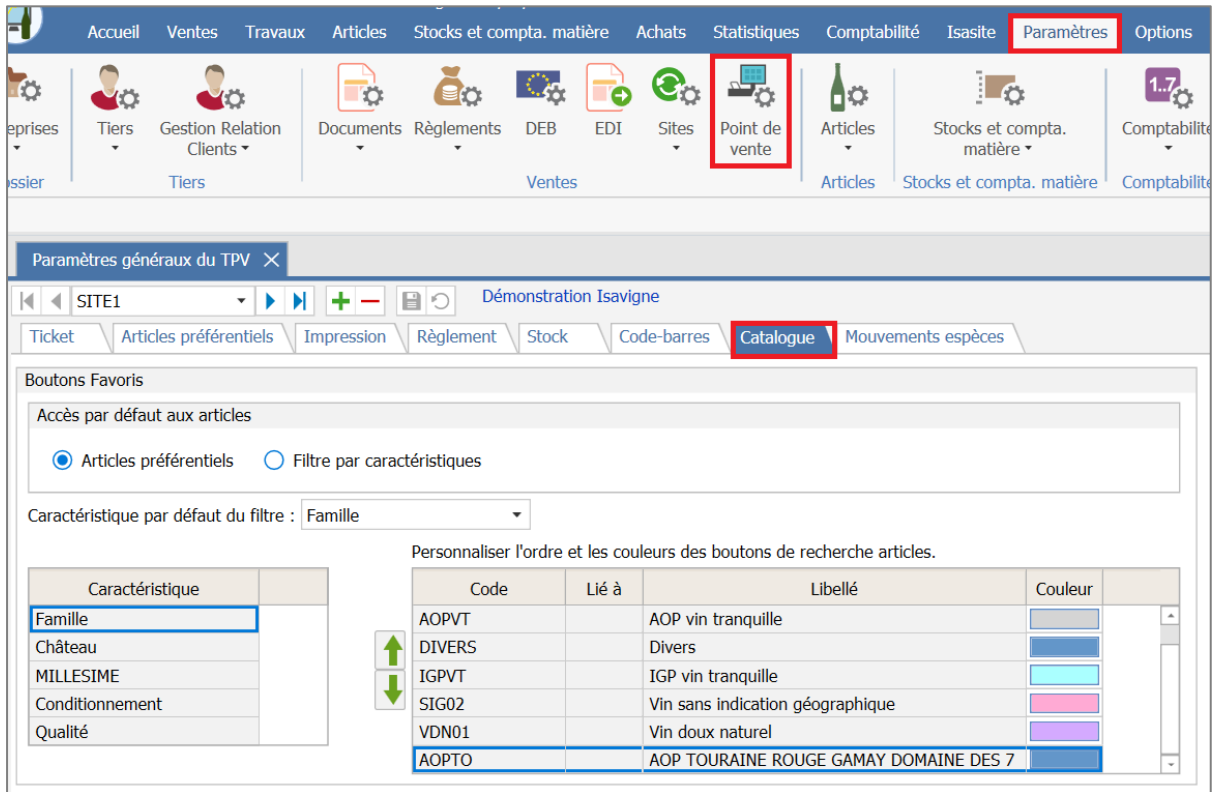 Accueil Ventes Travaux Articles Stocks et compta. matière Achats Statistiques Comptabilité Isasite Paramètres Options
eprises Tiers Gestion Relation Clients Documents Règlements DEB EDI Sites Point de vente Articles Stocks et compta. matière Comptabilité
ossier Tiers Ventes Articles Stocks et compta. matière Comptabilité
Paramètres généraux du TPV
SITE1 Démonstration Isavigne
Ticket Articles préférentiels Impression Règlement Stock Code-barres Catalogue Mouvements espèces
Boutons Favoris
Accès par défaut aux articles
Articles préférentiels Filtre par caractéristiques
Caractéristique par défaut du filtre : Famille
Personnaliser l'ordre et les couleurs des boutons de recherche articles.
Caractéristique Code Lié à Libellé Couleur
Famille AOPVT AOP vin tranquille
Château DIVERS Divers
MILLESIME IGPVT IGP vin tranquille
Conditionnement SIG02 Vin sans indication géographique
Qualité VDN01 Vin doux naturel
AOPTO AOP TOURAINE ROUGE GAMAY DOMAINE DES 7